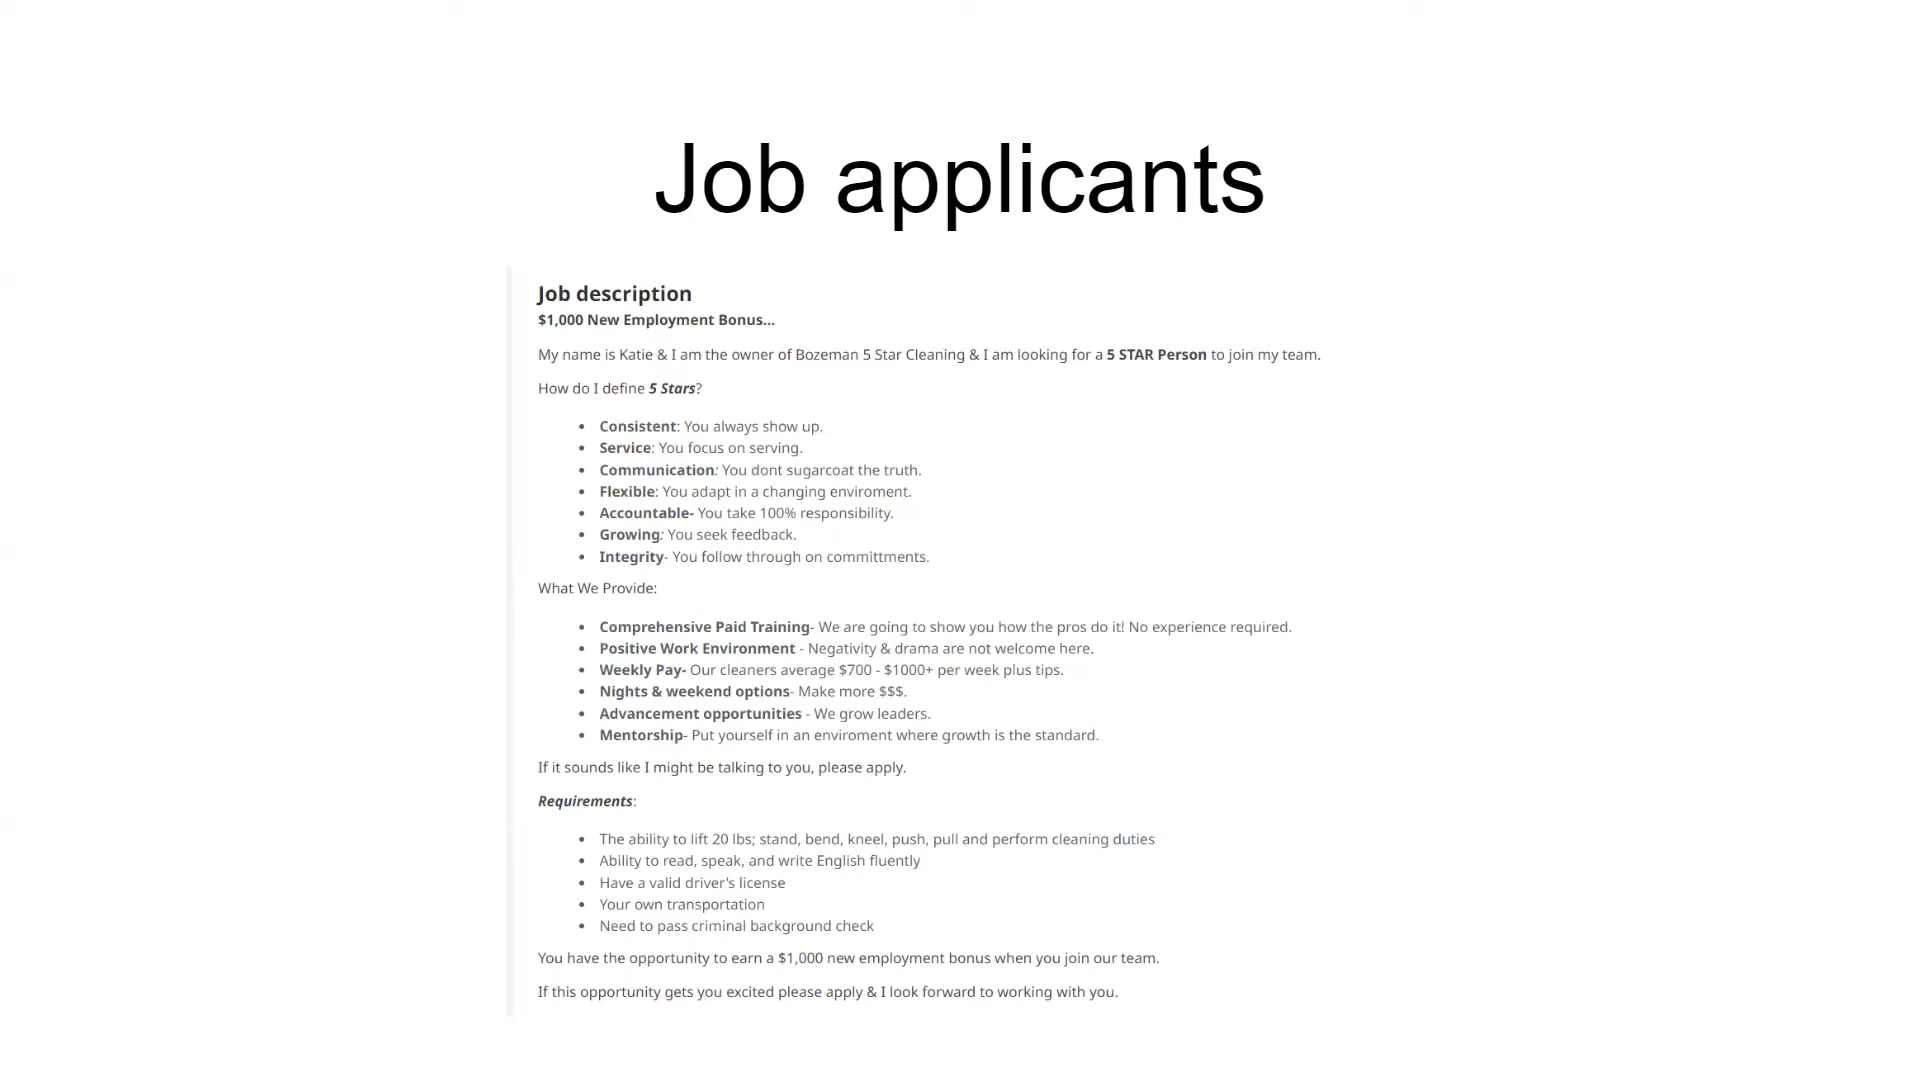 Job applicants
Job description
$1,000 New Employment Bonus...
My name is Katie & I am the owner of Bozeman 5 Star Cleaning & I am looking for a 5 STAR Person to join my team.
How do I define 5 Stars?
• Consistent: You always show up.
• Service: You focus on serving.
• Communication: You dont sugarcoat the truth.
• Flexible: You adapt in a changing enviroment.
• Accountable- You take 100% responsibility.
• Growing: You seek feedback.
• Integrity- You follow through on committments.
What We Provide:
• Comprehensive Paid Training- We are going to show you how the pros do it! No experience required.
• Positive Work Environment - Negativity & drama are not welcome here.
• Weekly Pay- Our cleaners average $700 - $1000+ per week plus tips.
• Nights & weekend options- Make more $$$.
• Advancement opportunities - We grow leaders.
• Mentorship- Put yourself in an enviroment where growth is the standard.
If it sounds like I might be talking to you, please apply.
Requirements:
• The ability to lift 20 lbs; stand, bend, kneel, push, pull and perform cleaning duties
• Ability to read, speak, and write English fluently
• Have a valid driver's license
• Your own transportation
• Need to pass criminal background check
You have the opportunity to earn a $1,000 new employment bonus when you join our team.
If this opportunity gets you excited please apply & I look forward to working with you.